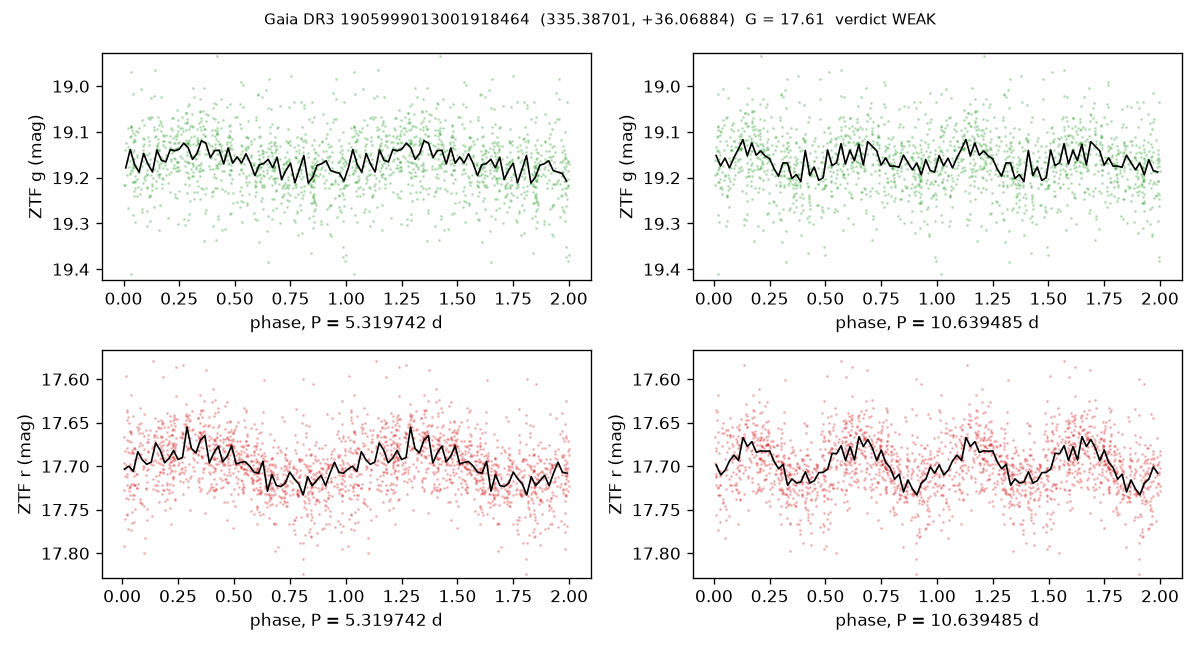 Gaia DR3 1905999013001918464  (335.38701, +36.06884)  G = 17.61  verdict WEAK
ZTF g (mag)
19.0
19.1
19.2
19.3
19.4
0.00 0.25 0.50 0.75 1.00 1.25 1.50 1.75 2.00
phase, P = 5.319742 d
ZTF g (mag)
19.0
19.1
19.2
19.3
19.4
0.00 0.25 0.50 0.75 1.00 1.25 1.50 1.75 2.00
phase, P = 10.639485 d
ZTF r (mag)
17.60
17.65
17.70
17.75
17.80
0.00 0.25 0.50 0.75 1.00 1.25 1.50 1.75 2.00
phase, P = 5.319742 d
ZTF r (mag)
17.60
17.65
17.70
17.75
17.80
0.00 0.25 0.50 0.75 1.00 1.25 1.50 1.75 2.00
phase, P = 10.639485 d